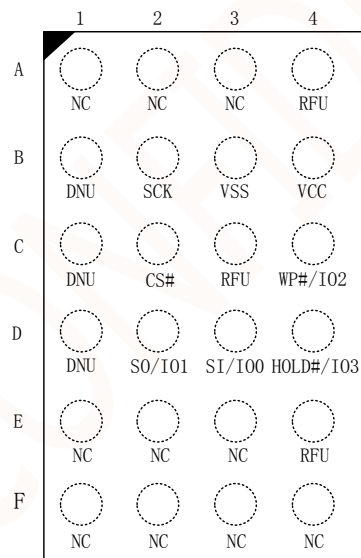 1 2 3 4
A
NC NC NC RFU
B
DNU SCK VSS VCC
C
DNU CS# RFU WP#/IO2
D
DNU SO/IO1 SI/IO0 HOLD#/IO3
E
NC NC NC RFU
F
NC NC NC NC